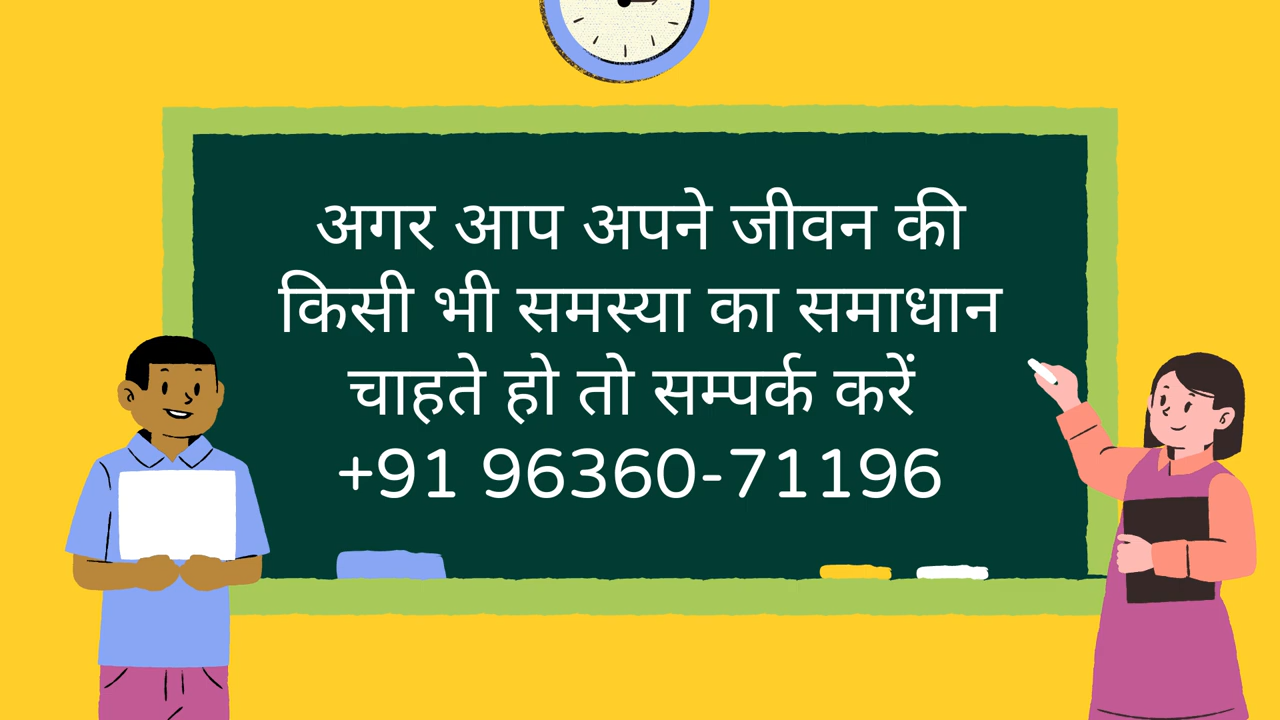 अगर आप अपने जीवन की
किसी भी समस्या का समाधान
चाहते हो तो सम्पर्क करें
+91 96360-71196